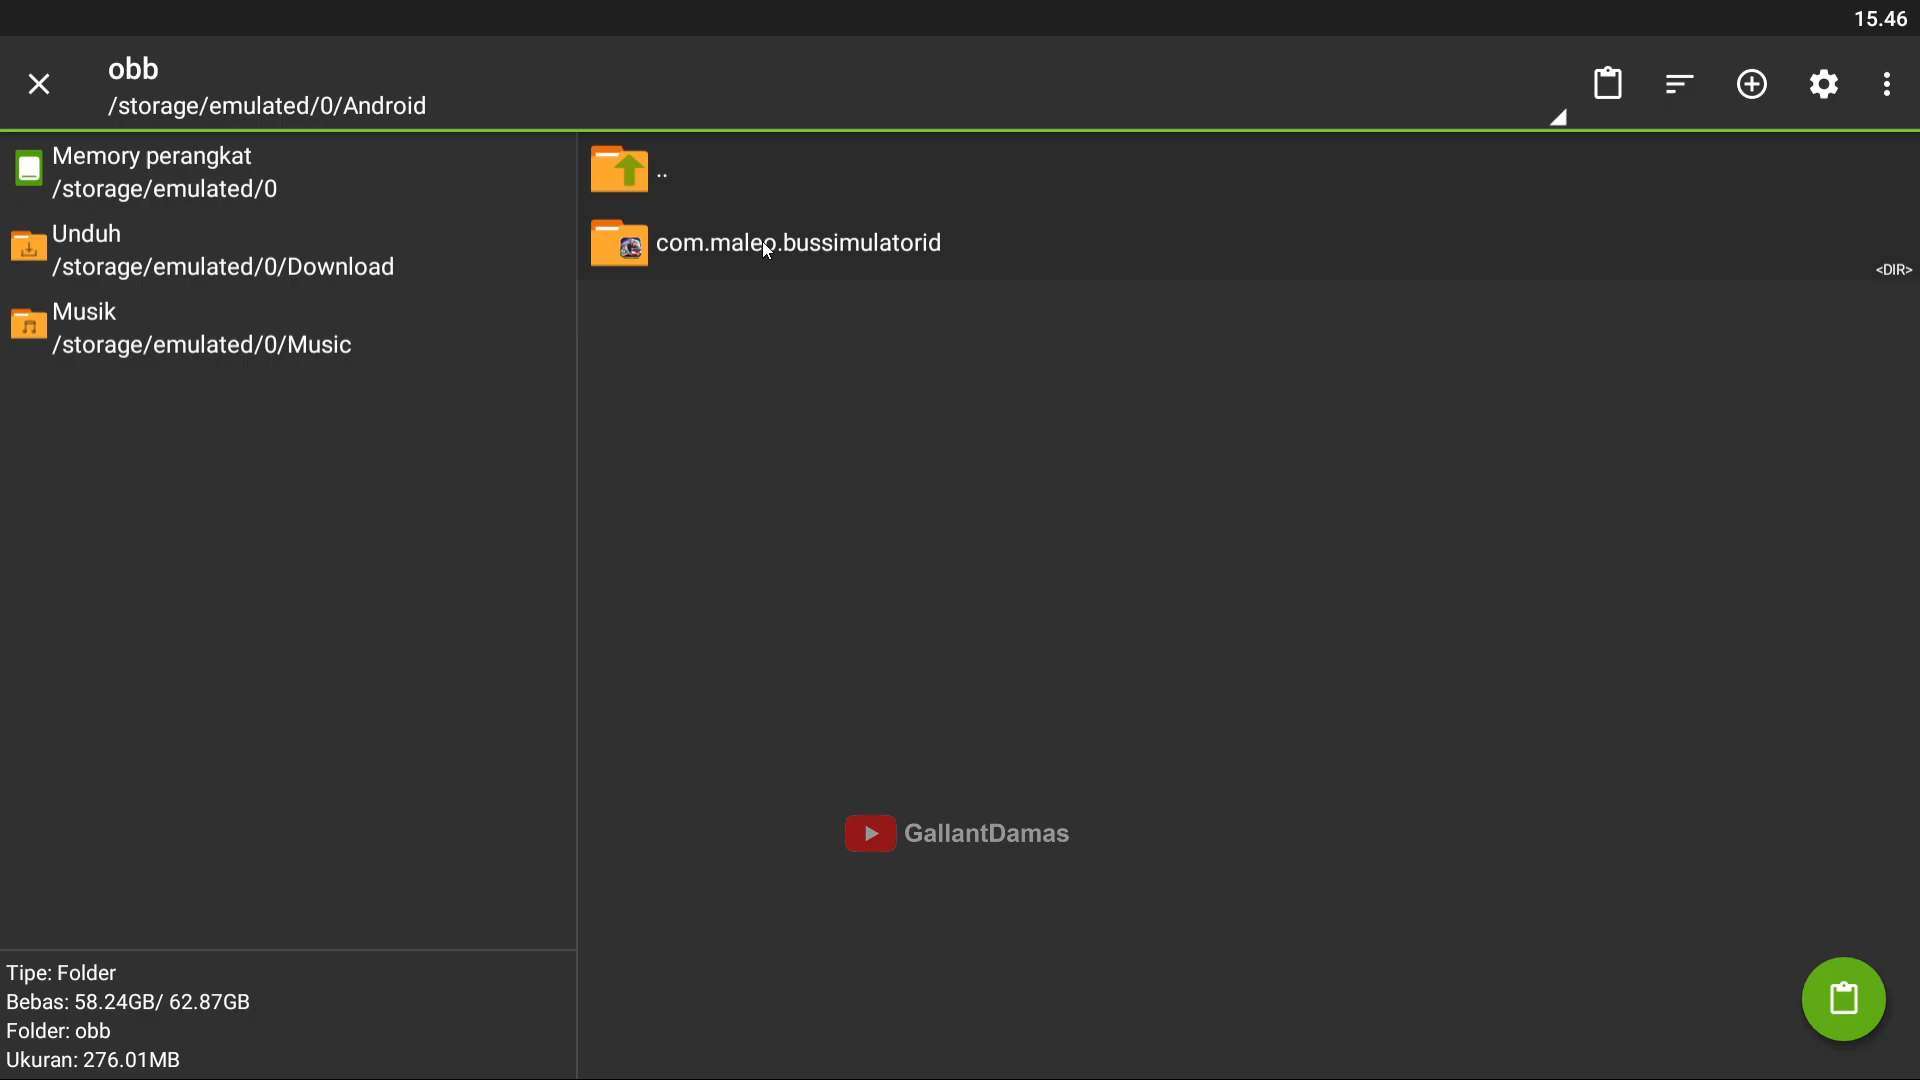 15.46
obb
/storage/emulated/0/Android
Memory perangkat
/storage/emulated/0
Unduh
/storage/emulated/0/Download
Musik
/storage/emulated/0/Music
..
com.maleo.bussimulatorid
<DIR>
GallantDamas
Tipe: Folder
Bebas: 58.24GB/ 62.87GB
Folder: obb
Ukuran: 276.01MB